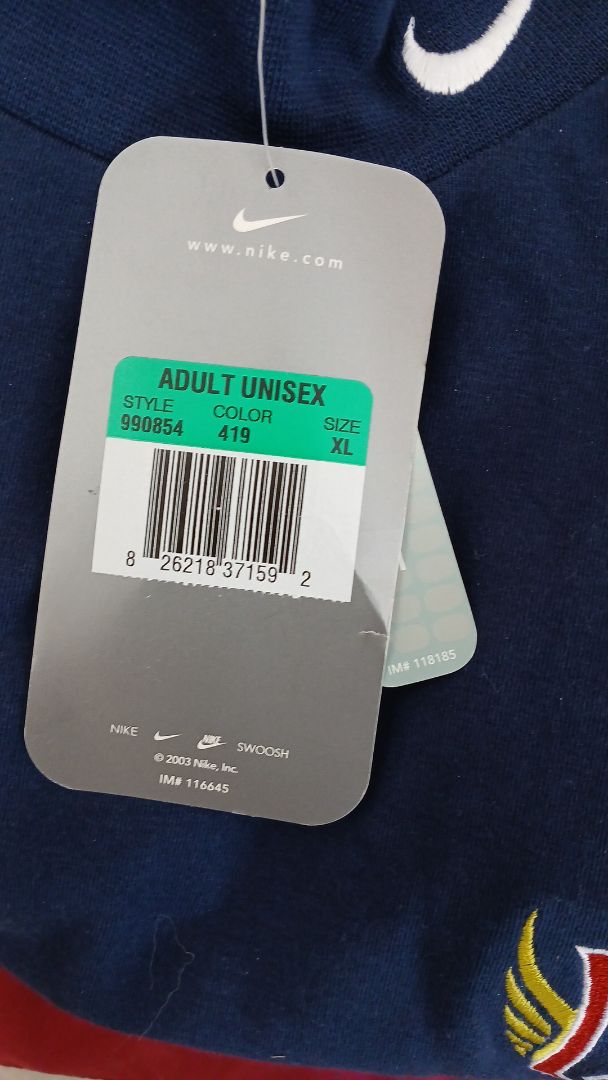 www.nike.com
ADULT UNISEX
STYLE COLOR SIZE
990854 419 XL
8 26218 37159 2
IM# 118185
NIKE NIKE SWOOSH
© 2003 Nike, Inc.
IM# 116645